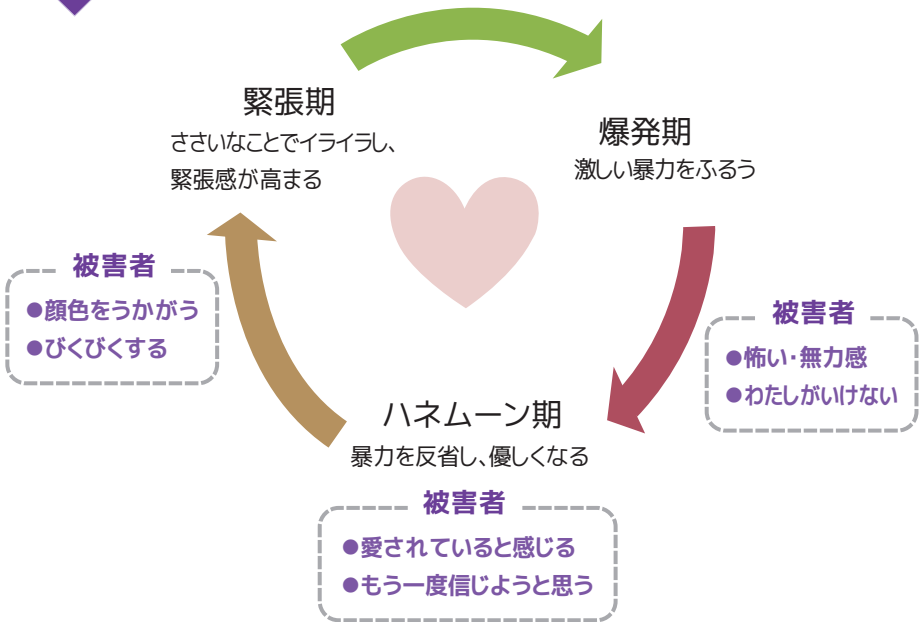 緊張期
ささいなことでイライラし、
緊張感が高まる
被害者
●顔色をうかがう
●びくびくする
爆発期
激しい暴力をふるう
被害者
●怖い・無力感
●わたしがいけない
ハネムーン期
暴力を反省し、優しくなる
被害者
●愛されていると感じる
●もう一度信じようと思う